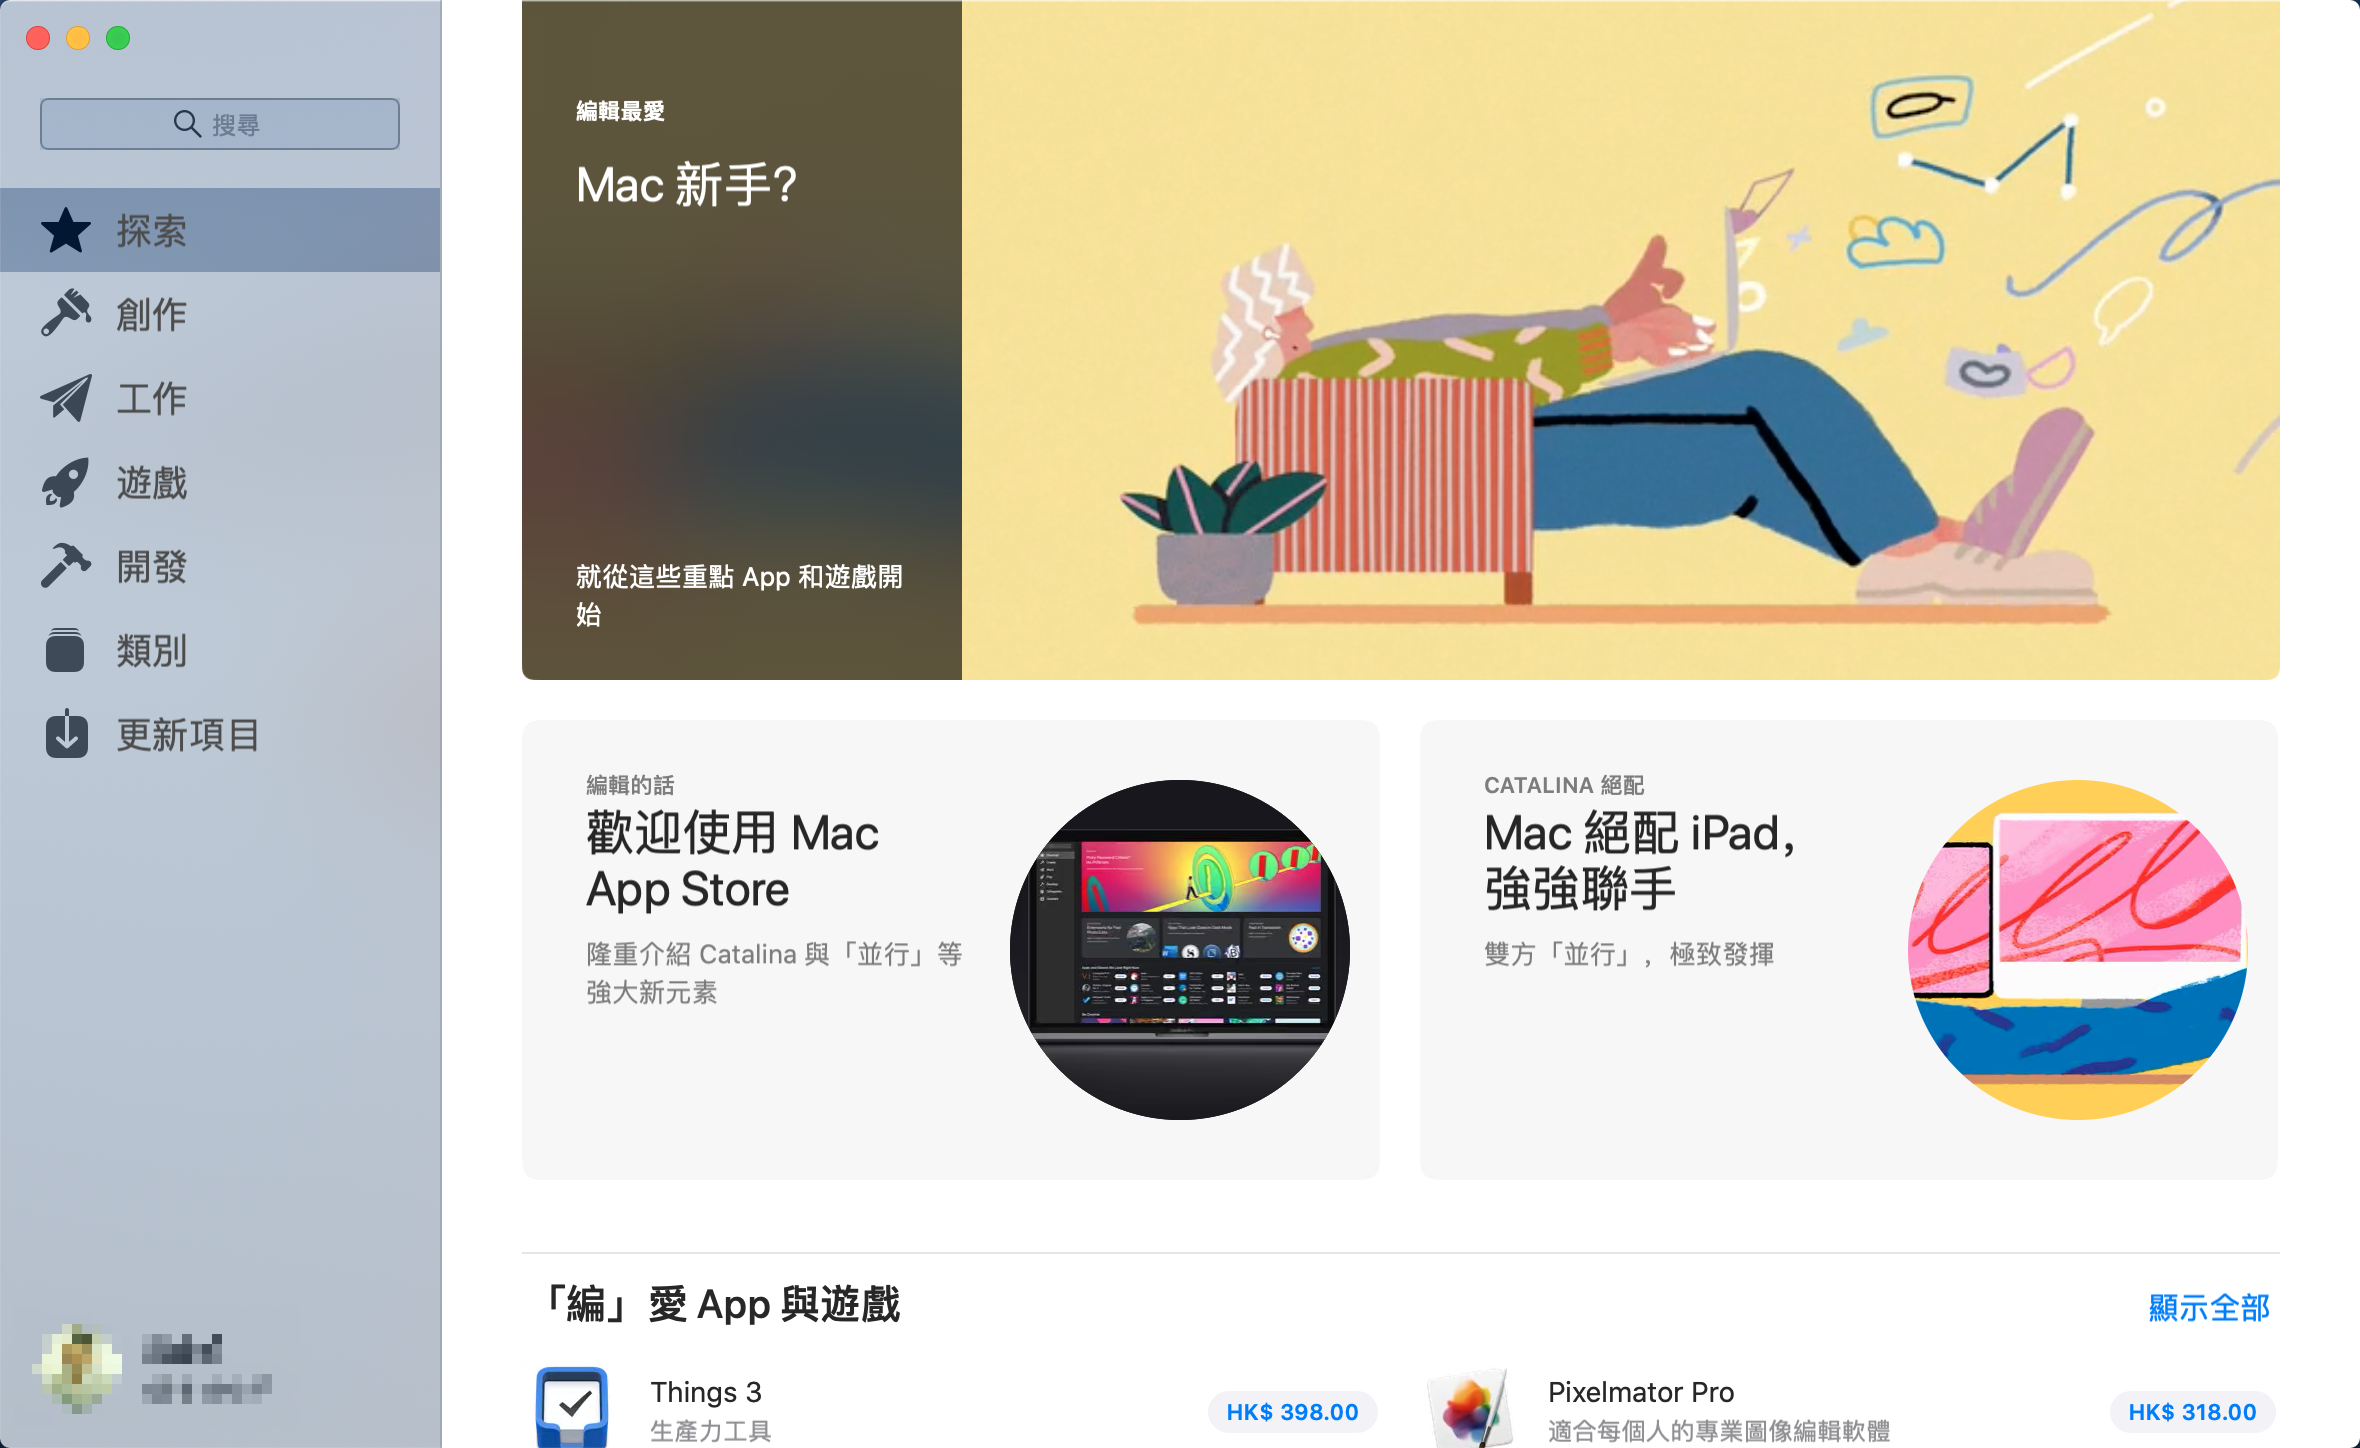 搜尋
探索
創作
工作
遊戲
開發
類別
更新項目
編輯最愛
Mac 新手?
就從這些重點 App 和遊戲開
始
編輯的話
歡迎使用 Mac
App Store
隆重介紹 Catalina 與「並行」等
強大新元素
CATALINA 絕配
Mac 絕配 iPad,
強強聯手
雙方「並行」，極致發揮
「編」愛 App 與遊戲
顯示全部
Things 3
生產力工具
HK$ 398.00
Pixelmator Pro
適合每個人的專業圖像編輯軟體
HK$ 318.00